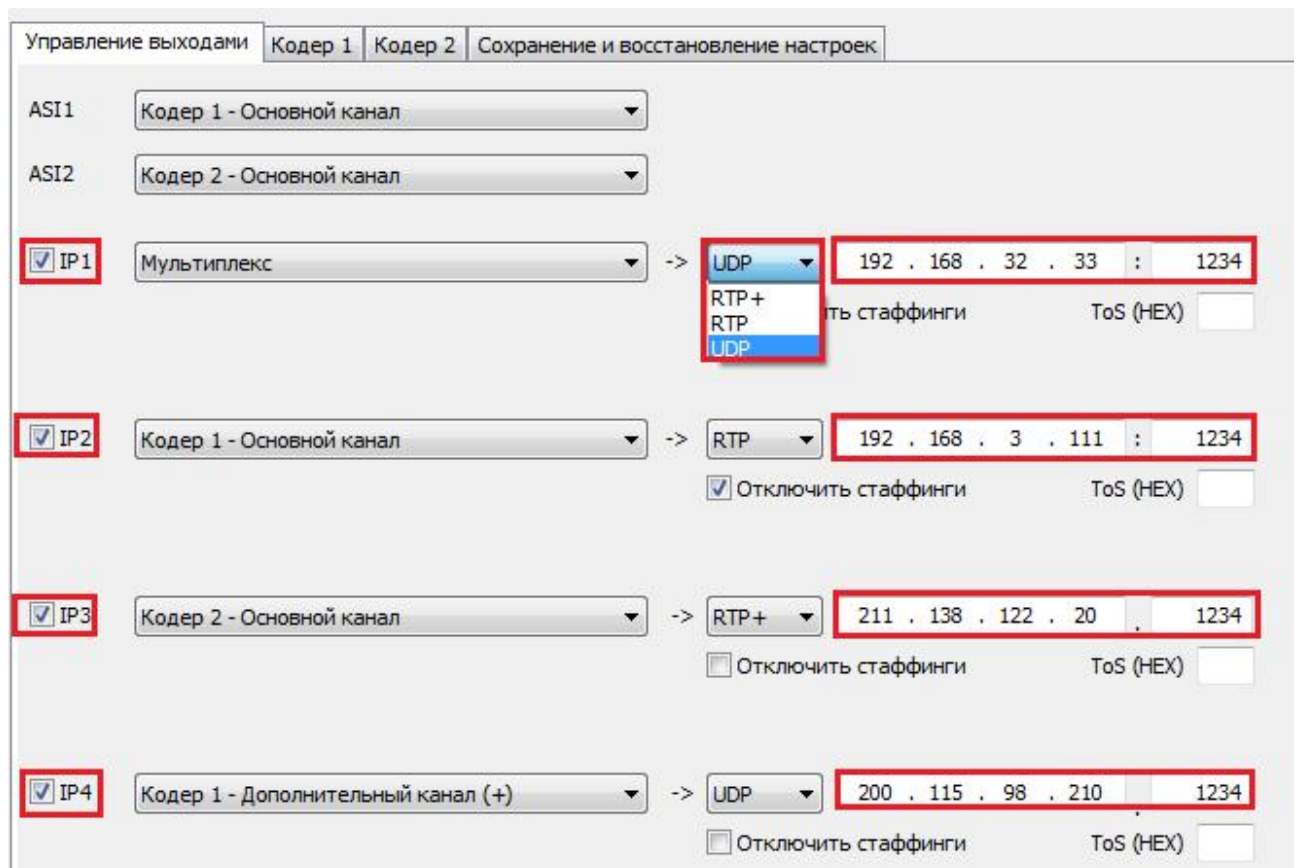 Управление выходами Кодер 1 Кодер 2 Сохранение и восстановление настроек
ASI1 Кодер 1 - Основной канал
ASI2 Кодер 2 - Основной канал
IP1 Мультиплекс -> UDP 192 . 168 . 32 . 33 : 1234
RTP+
ть стаффинги ToS (HEX)
RTP
UDP
IP2 Кодер 1 - Основной канал -> RTP 192 . 168 . 3 . 111 : 1234
Отключить стаффинги ToS (HEX)
IP3 Кодер 2 - Основной канал -> RTP+ 211 . 138 . 122 . 20 . 1234
Отключить стаффинги ToS (HEX)
IP4 Кодер 1 - Дополнительный канал (+) -> UDP 200 . 115 . 98 . 210 . 1234
Отключить стаффинги ToS (HEX)